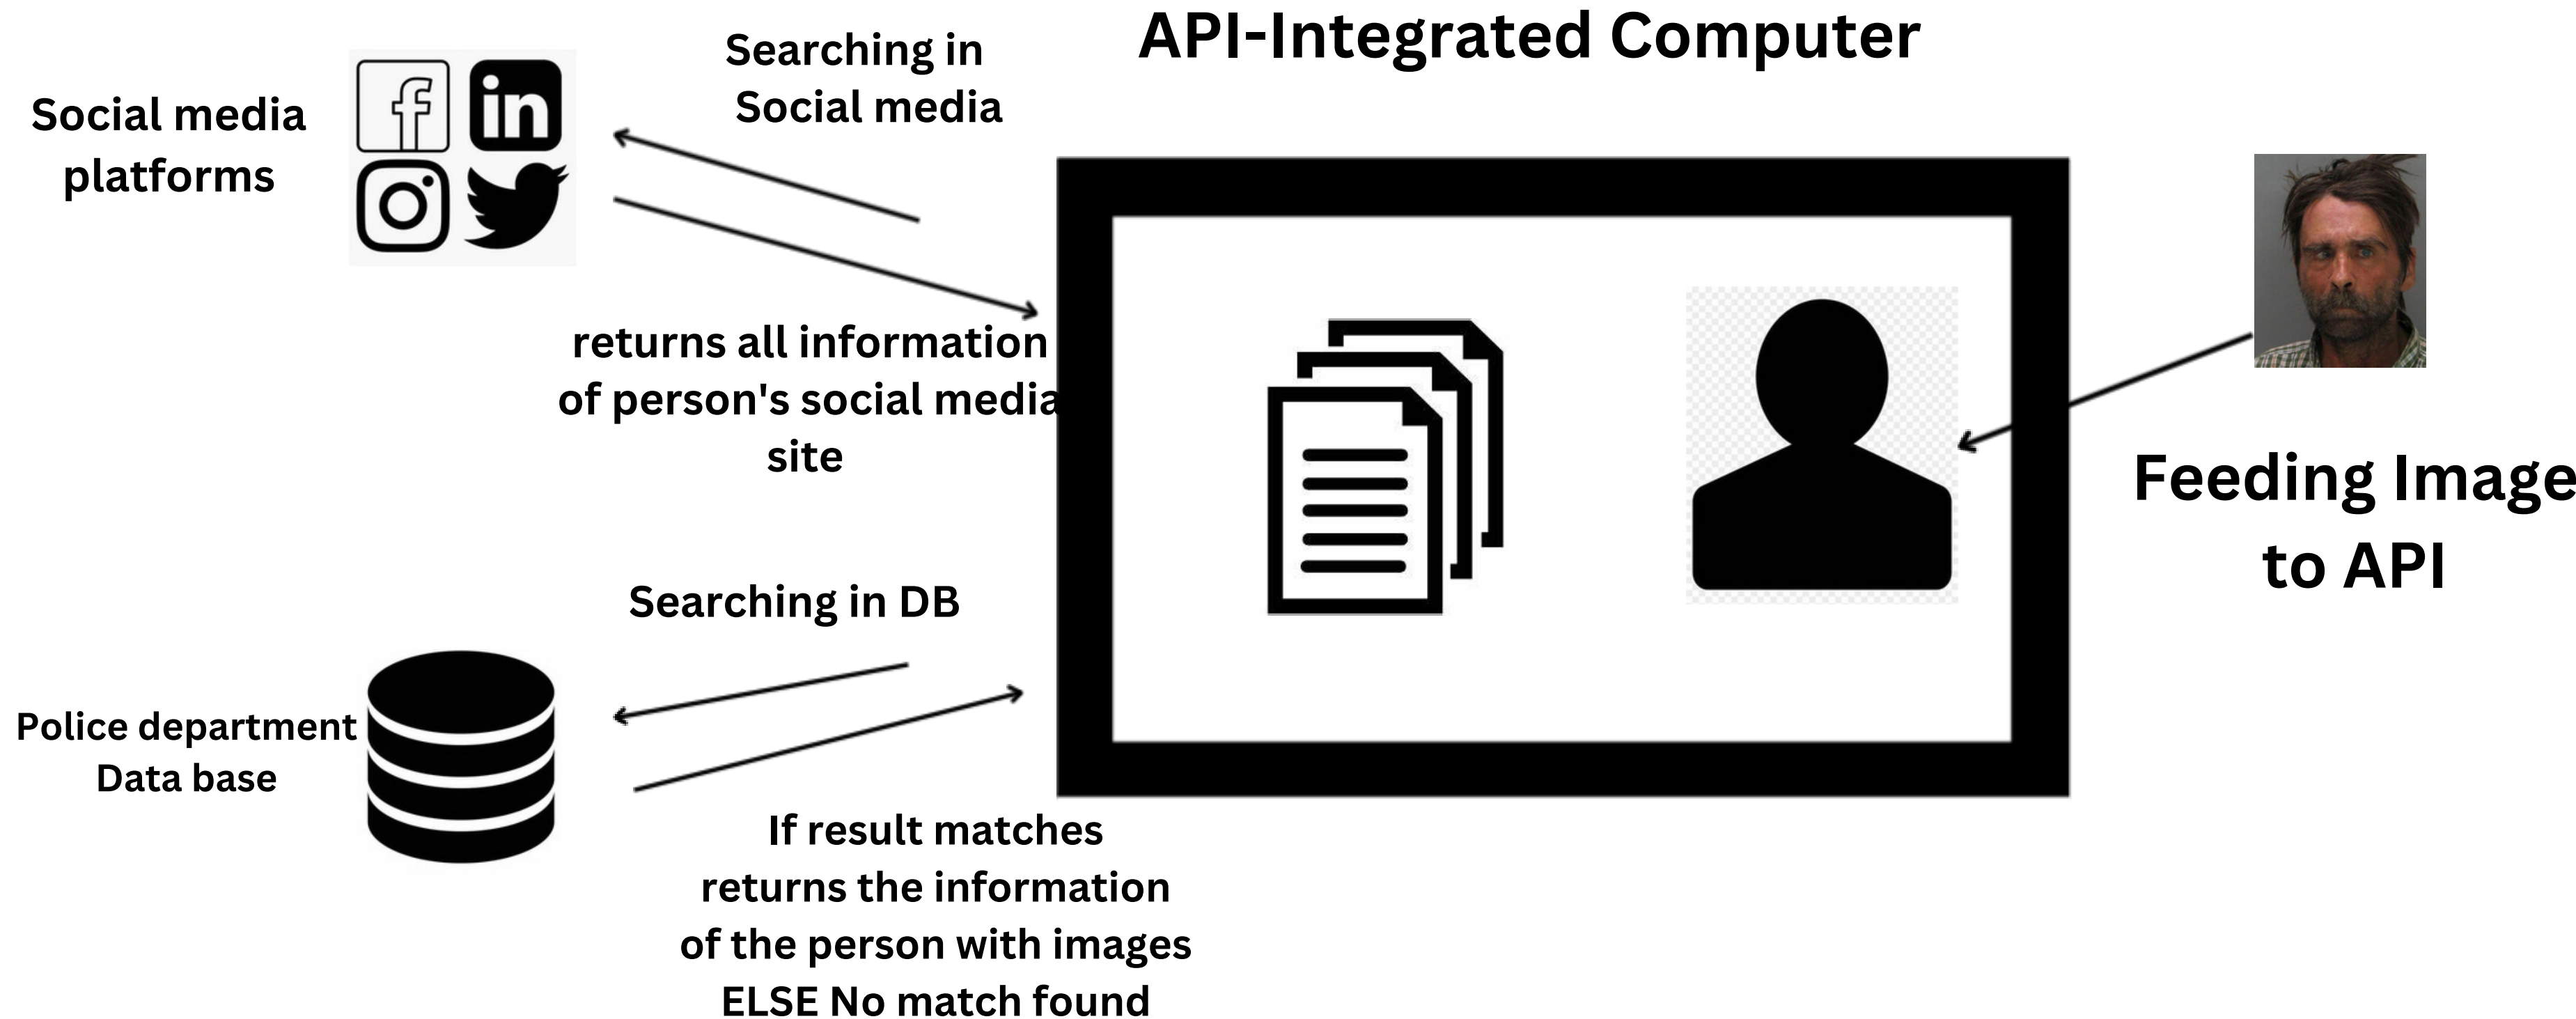 API-Integrated Computer
Searching in
Social media
Social media
platforms
f
in
returns all information
of person's social media
site
Feeding Image
to API
Searching in DB
Police department
Data base
If result matches
returns the information
of the person with images
ELSE No match found